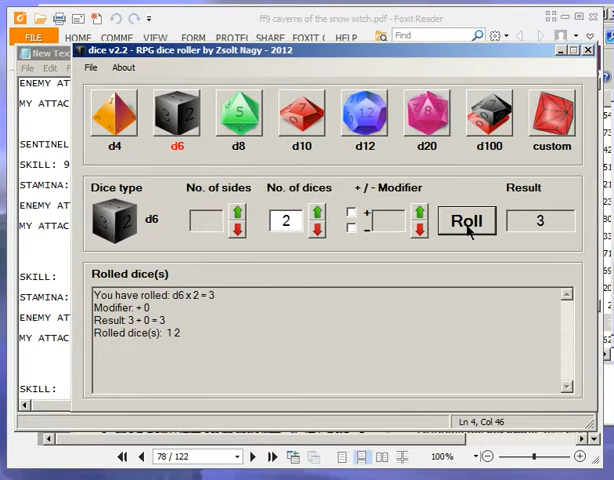 ff9 caverns of the snow witch.pdf - Foxit Reader
FILE HOME COMME VIEW FORM Find
New Text
dice v2.2 - RPG dice roller by Zsolt Nagy - 2012
File Edit
File About
ENEMY AT
MY ATTAC
SENTINEL
SKILL: 9
STAMINA:
ENEMY AT
MY ATTAC
SKILL:
STAMINA:
ENEMY AT
MY ATTAC
SKILL:
d4 d6 d8 d10 d12 d20 d100 custom
Dice type No. of sides No. of dices + / - Modifier Result
d6 2 + - Roll 3
Rolled dice(s)
You have rolled: d6 x 2 = 3
Modifier: + 0
Result: 3 + 0 = 3
Rolled dice(s): 1 2
Ln 4, Col 46
78 / 122 100%